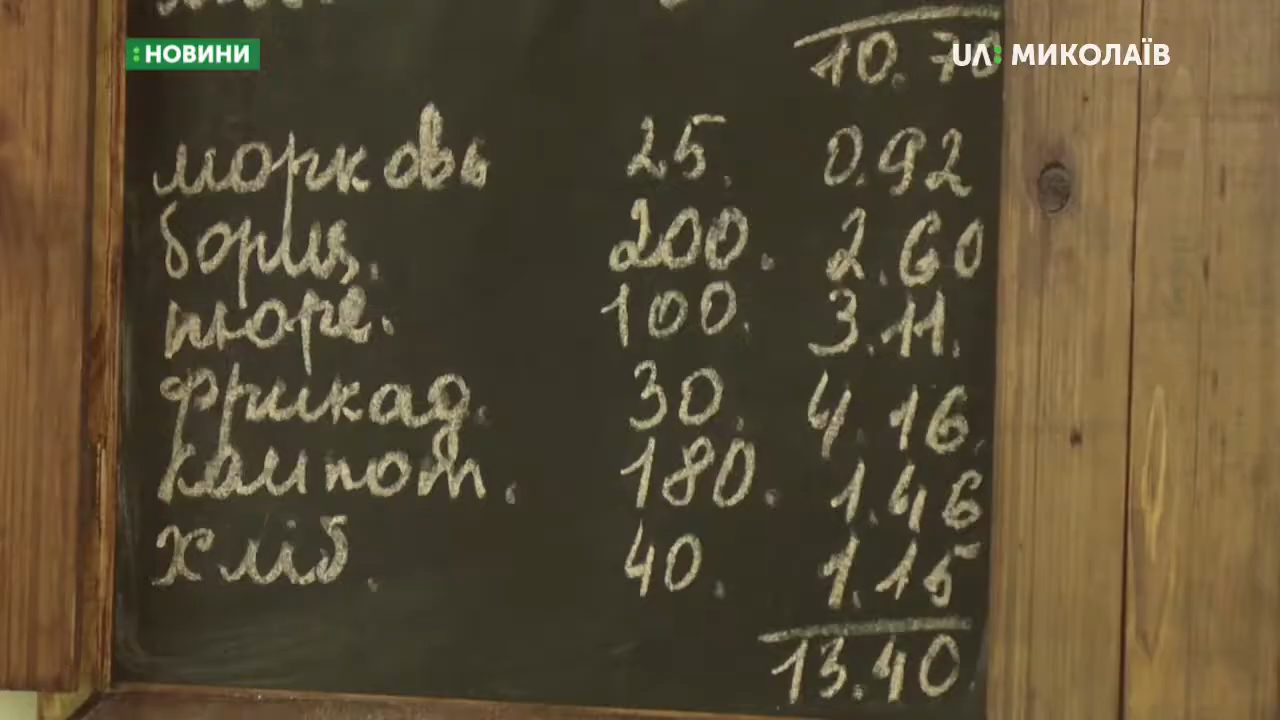 НОВИНИ
UA: МИКОЛАЇВ
10.70
морковь 25. 0.92
борщ. 200. 2.60
пюре. 100. 3.11.
фрикад. 30. 4.16.
компот. 180. 1.46
хліб. 40. 1.15
13.40